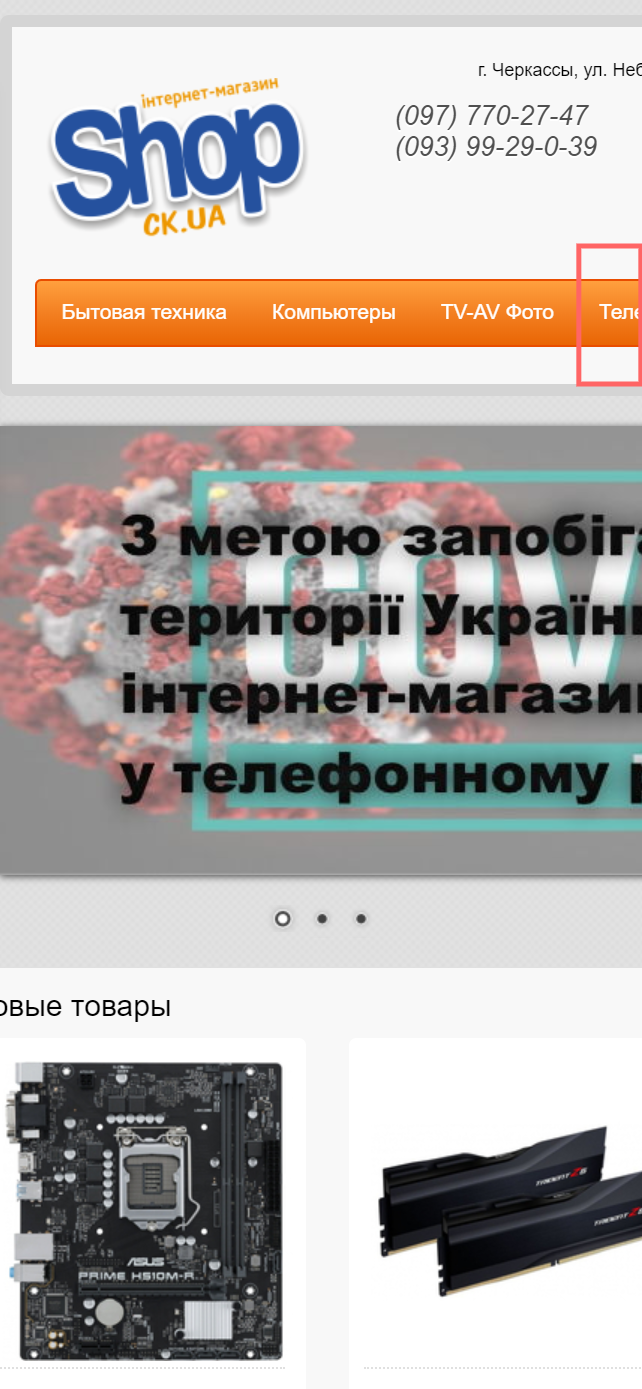 г. Черкассы, ул.
інтернет-магазин
Shop
CK.UA
(097) 770-27-47
(093) 99-29-0-39
Бытовая техника
Компьютеры
TV-AV Фото
Теле
З метою запобіга
COV
території Україн
інтернет-магазин
у телефонному р
овые товары
ASUS
PRIME H510M-R
TRIDENT Z5
TRIDENT Z